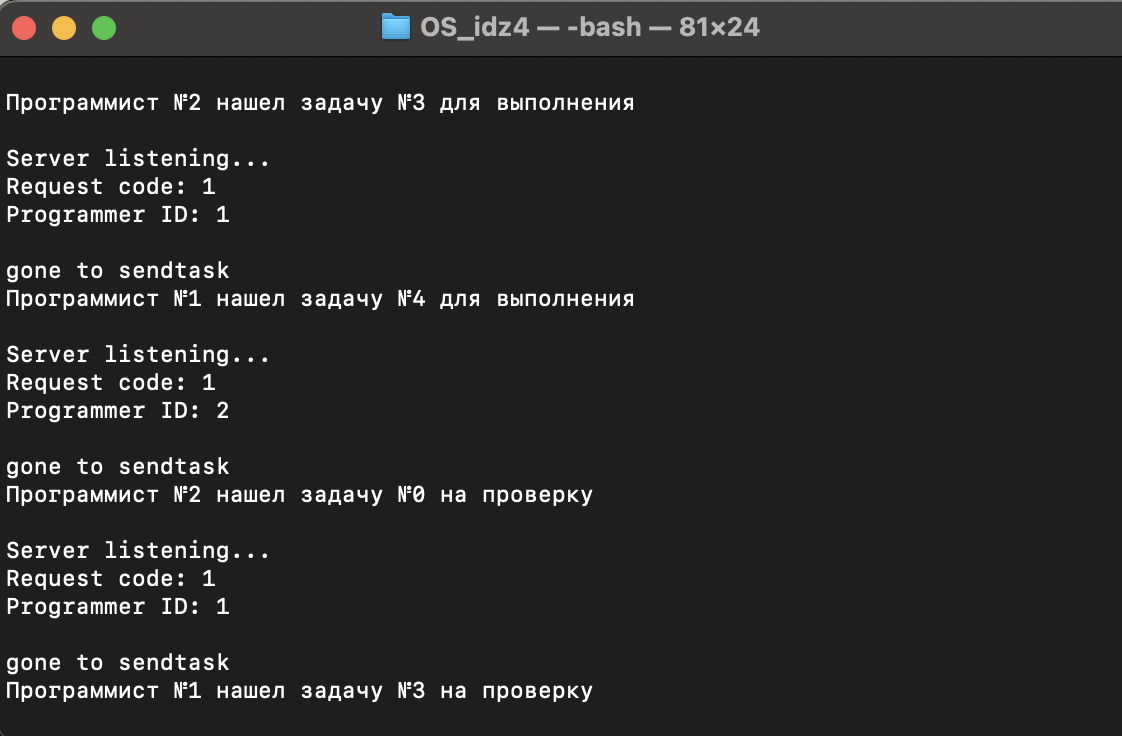 OS_idz4 — -bash — 81×24
Программист №2 нашел задачу №3 для выполнения
Server listening...
Request code: 1
Programmer ID: 1
gone to sendtask
Программист №1 нашел задачу №4 для выполнения
Server listening...
Request code: 1
Programmer ID: 2
gone to sendtask
Программист №2 нашел задачу №0 на проверку
Server listening...
Request code: 1
Programmer ID: 1
gone to sendtask
Программист №1 нашел задачу №3 на проверку